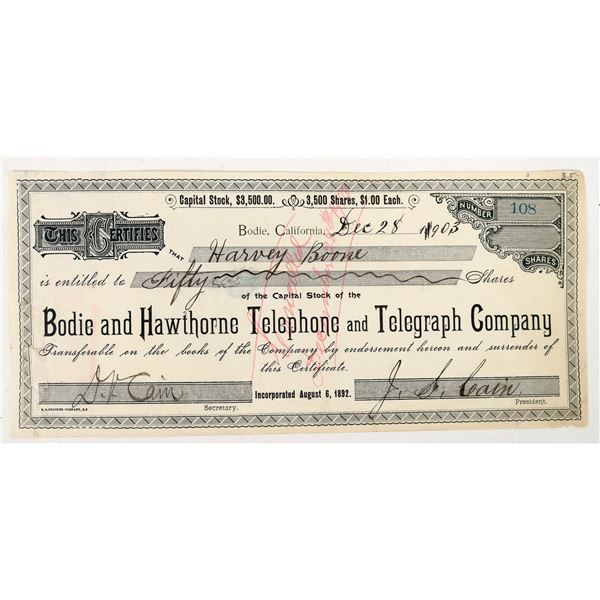 35
Capital Stock, $3,500.00. 3,500 Shares, $1.00 Each.
NUMBER 108
Bodie, California, Dec 28 1903
THIS CERTIFIES
THAT Harvey Boone
is entitled to Fifty Shares
SHARES
of the Capital Stock of the
Bodie and Hawthorne Telephone and Telegraph Company
Transferable on the books of the Company by endorsement hereon and surrender of
this Certificate.
J. S. Cain
Incorporated August 6, 1892.
Secretary.
President.